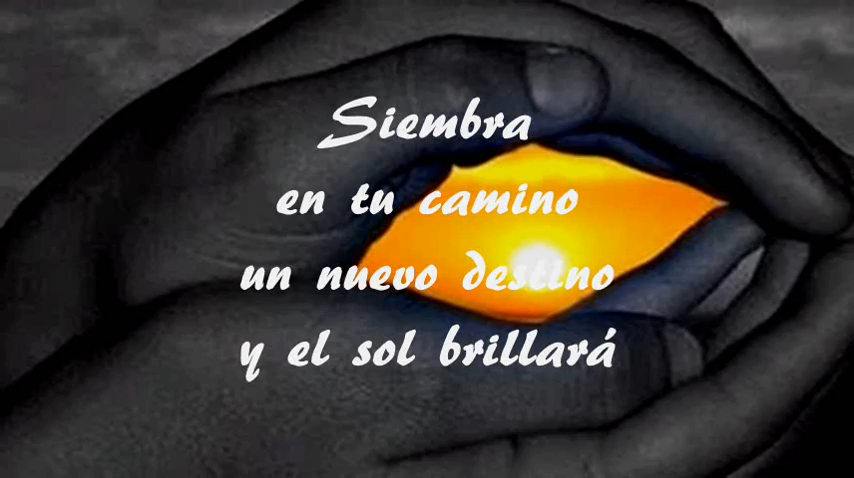 Siembra
en tu camino
un nuevo destino
y el sol brillará